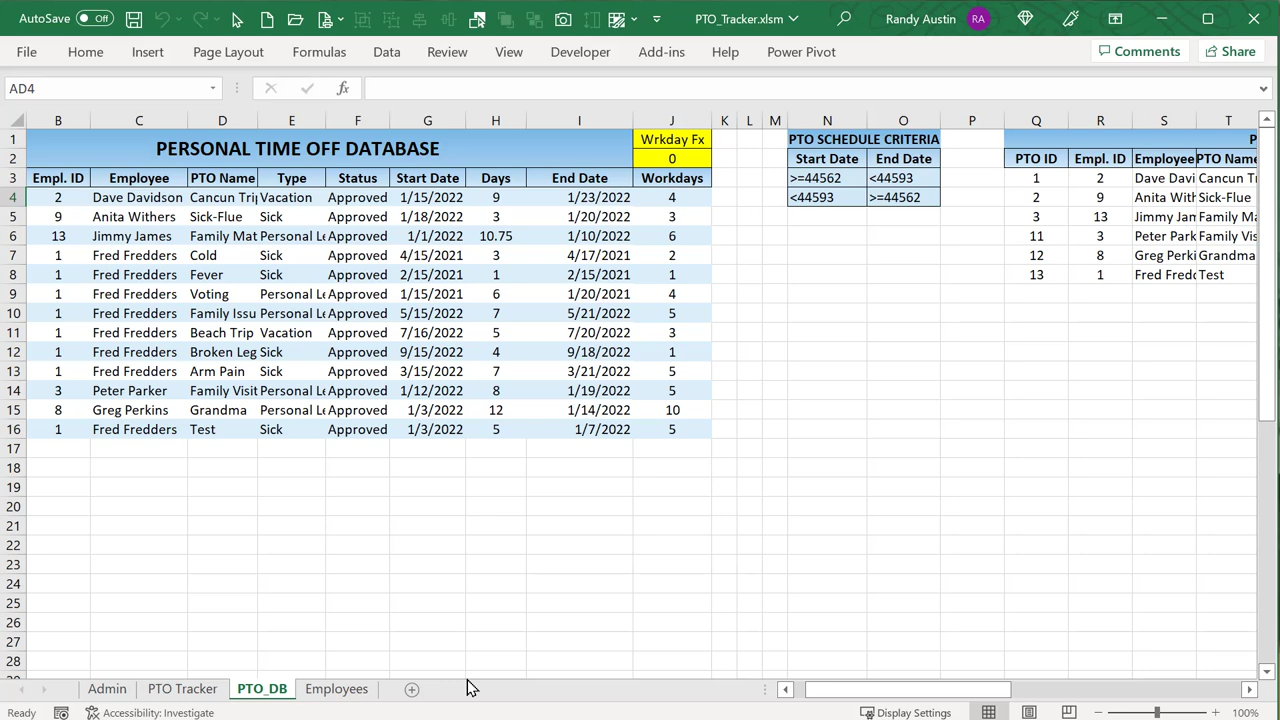 AutoSave Off PTO_Tracker.xlsm Randy Austin RA
File Home Insert Page Layout Formulas Data Review View Developer Add-ins Help Power Pivot Comments Share
AD4 fx
B C D E F G H I J K L M N O P Q R S T
1 PERSONAL TIME OFF DATABASE Wrkday Fx PTO SCHEDULE CRITERIA P
2 0 Start Date End Date PTO ID Empl. ID Employee PTO Name
3 Empl. ID Employee PTO Name Type Status Start Date Days End Date Workdays >=44562 <44593 1 2 Dave Davi Cancun Tr
4 2 Dave Davidson Cancun Trip Vacation Approved 1/15/2022 9 1/23/2022 4 <44593 >=44562 2 9 Anita With Sick-Flue
5 9 Anita Withers Sick-Flue Sick Approved 1/18/2022 3 1/20/2022 3 3 13 Jimmy Jam Family Ma
6 13 Jimmy James Family Mat Personal Le Approved 1/1/2022 10.75 1/10/2022 6 11 3 Peter Park Family Vis
7 1 Fred Fredders Cold Sick Approved 4/15/2021 3 4/17/2021 2 12 8 Greg Perki Grandma
8 1 Fred Fredders Fever Sick Approved 2/15/2021 1 2/15/2021 1 13 1 Fred Fredd Test
9 1 Fred Fredders Voting Personal Le Approved 1/15/2021 6 1/20/2021 4
10 1 Fred Fredders Family Issu Personal Le Approved 5/15/2022 7 5/21/2022 5
11 1 Fred Fredders Beach Trip Vacation Approved 7/16/2022 5 7/20/2022 3
12 1 Fred Fredders Broken Leg Sick Approved 9/15/2022 4 9/18/2022 1
13 1 Fred Fredders Arm Pain Sick Approved 3/15/2022 7 3/21/2022 5
14 3 Peter Parker Family Visit Personal Le Approved 1/12/2022 8 1/19/2022 5
15 8 Greg Perkins Grandma Personal Le Approved 1/3/2022 12 1/14/2022 10
16 1 Fred Fredders Test Sick Approved 1/3/2022 5 1/7/2022 5
17
18
19
20
21
22
23
24
25
26
27
28
Admin PTO Tracker PTO_DB Employees
Ready Accessibility: Investigate Display Settings 100%